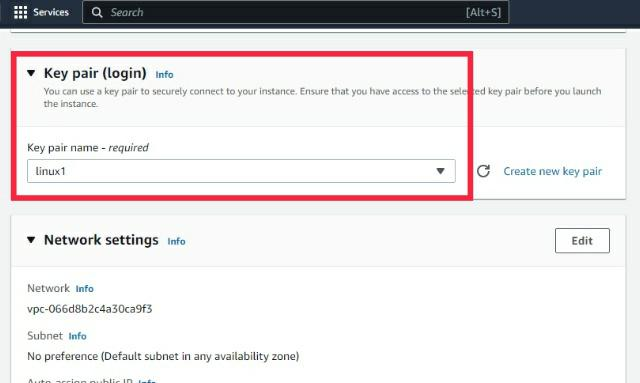 Services
Search
[Alt+S]
Key pair (login) Info
You can use a key pair to securely connect to your instance. Ensure that you have access to the selected key pair before you launch
the instance.
Key pair name - required
linux1
Create new key pair
Network settings Info
Edit
Network Info
vpc-066d8b2c4a30ca9f3
Subnet Info
No preference (Default subnet in any availability zone)
Auto-assign public IP Info